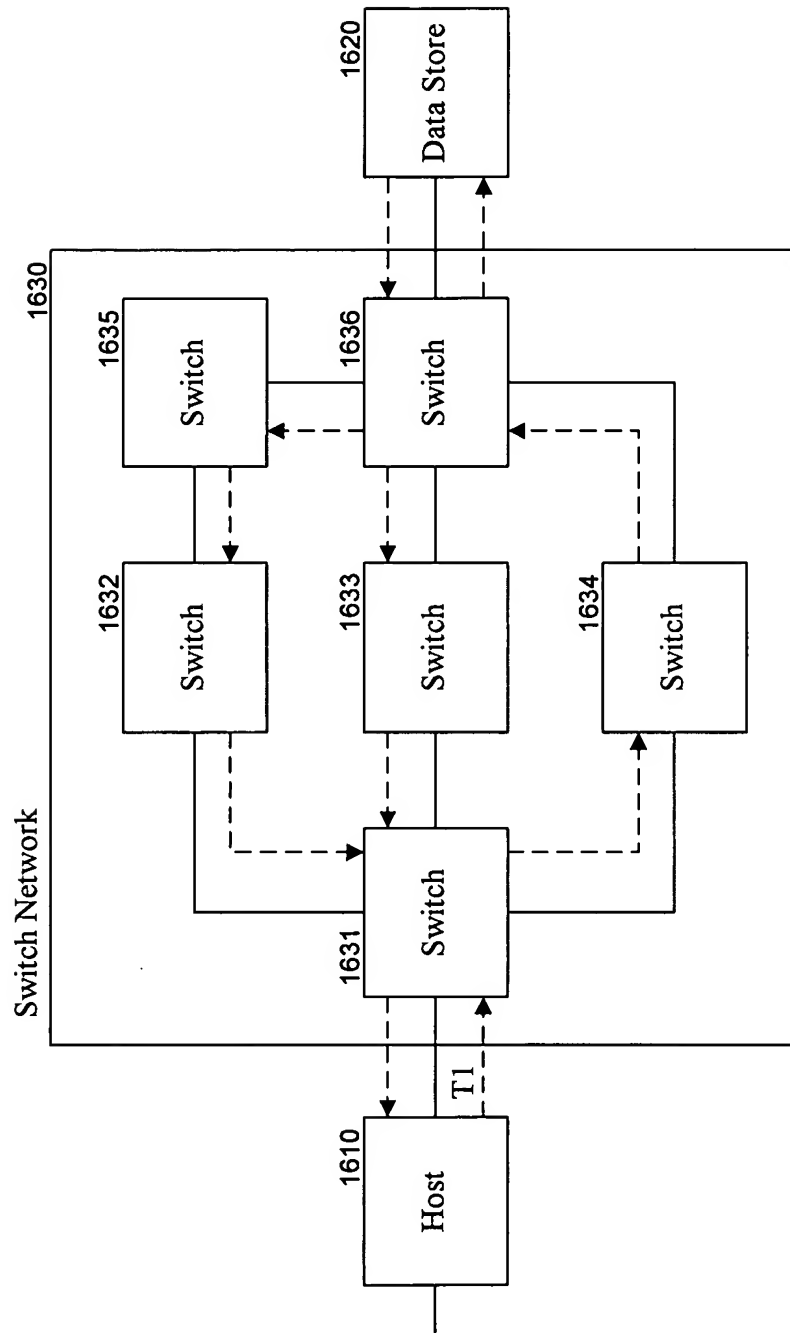 Switch Network
1630
Host
1610
T1
Switch
1631
Switch
1632
Switch
1633
Switch
1634
Switch
1635
Switch
1636
Data Store
1620